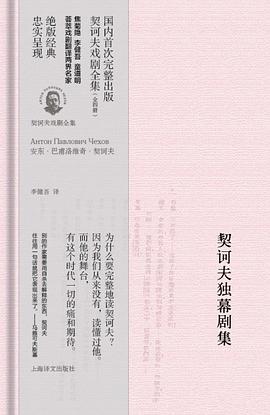 国内首次完整出版
契诃夫戏剧全集（全四册）
焦菊隐 李健吾 童道明
荟萃戏剧翻译两界名家
绝版经典
忠实呈现
契诃夫戏剧全集
Антон Павлович Чехов
安东·巴甫洛维奇·契诃夫
李健吾 译
为什么要完整地读契诃夫？
因为我们从来没有，读懂过他。
而他的舞台，
有这个时代一切的痛和期待。
契诃夫独幕剧集
上海译文出版社